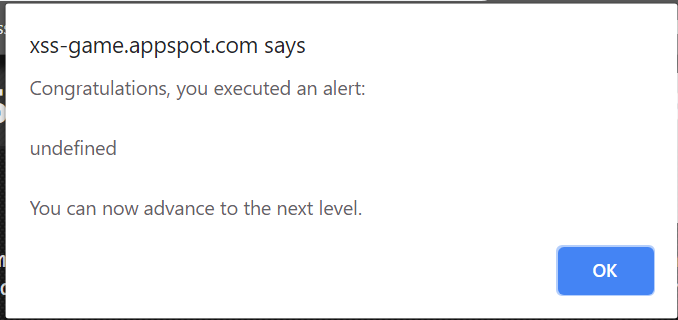 xss-game.appspot.com says
Congratulations, you executed an alert:
undefined
You can now advance to the next level.
OK